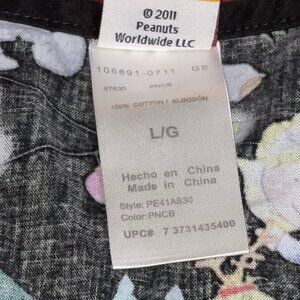 © 2011
Peanuts
Worldwide LLC
106891-0711 GB
37630 PNCB
100% COTTON / ALGODÓN
L/G
Hecho en China
Made in China
Style: PE41A630
Color: PNCB
UPC# 7 3731435400